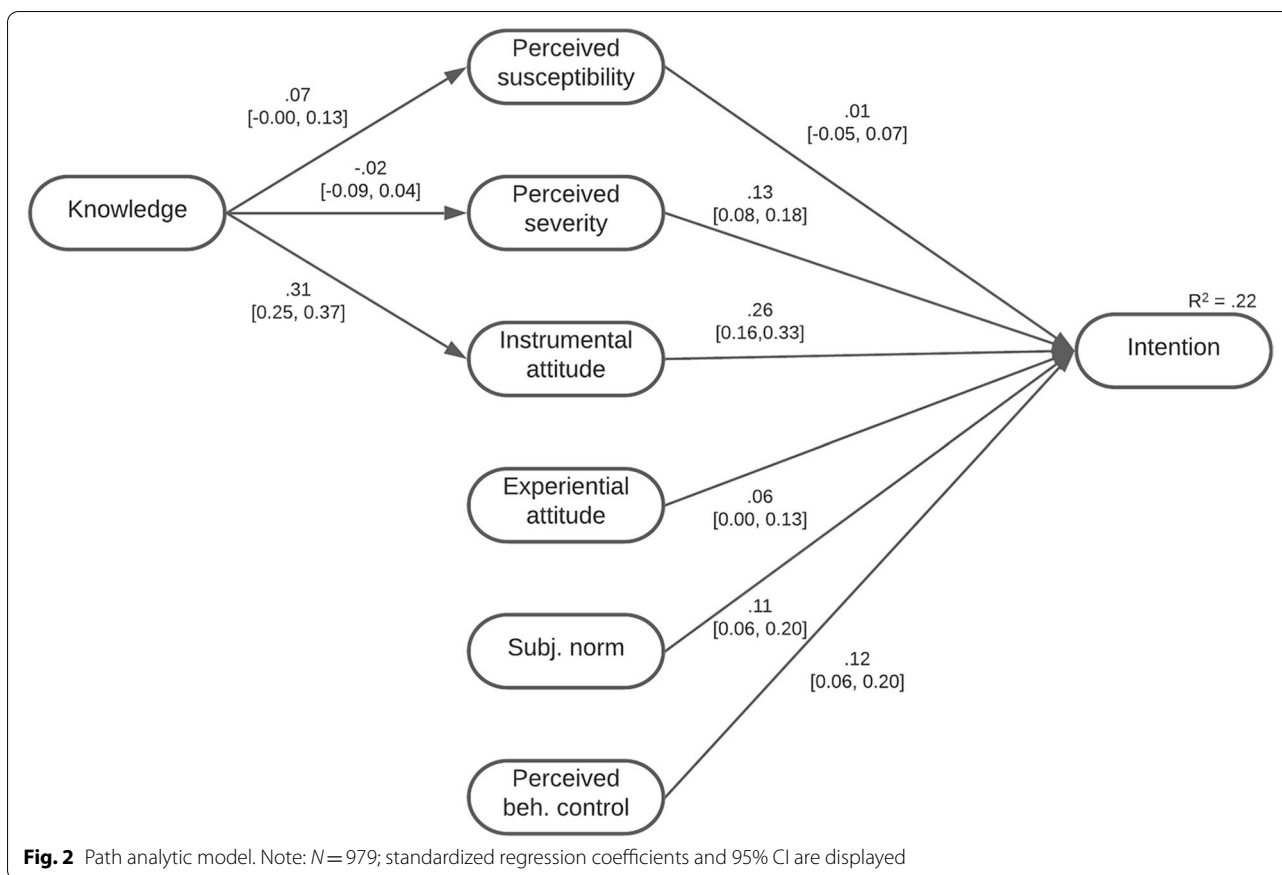 Perceived
susceptibility
.07
[-0.00, 0.13]
.01
[-0.05, 0.07]
Knowledge
-.02
[-0.09, 0.04]
Perceived
severity
.13
[0.08, 0.18]
.31
[0.25, 0.37]
Instrumental
attitude
.26
[0.16,0.33]
R² = .22
Intention
Experiential
attitude
.06
[0.00, 0.13]
Subj. norm
.11
[0.06, 0.20]
.12
[0.06, 0.20]
Perceived
beh. control
Fig. 2 Path analytic model. Note: N = 979; standardized regression coefficients and 95% CI are displayed